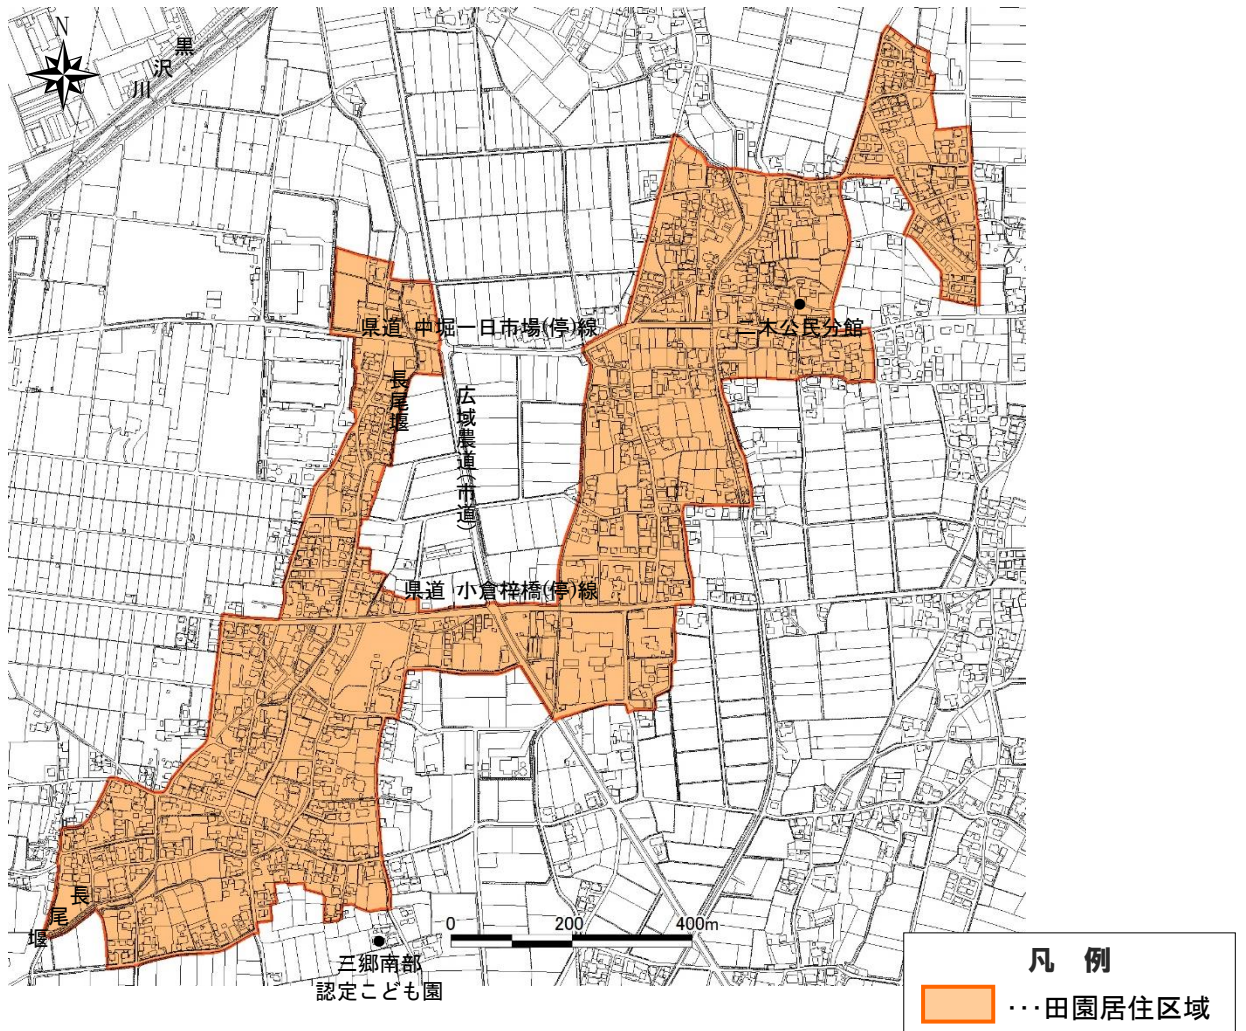 N
黒沢川
県道 中堀一日市場(停)線
二木公民分館
長尾堰
広域農道(市道)
県道 小倉梓橋(停)線
長尾堰
0 200 400m
三郷南部
認定こども園
凡 例
…田園居住区域